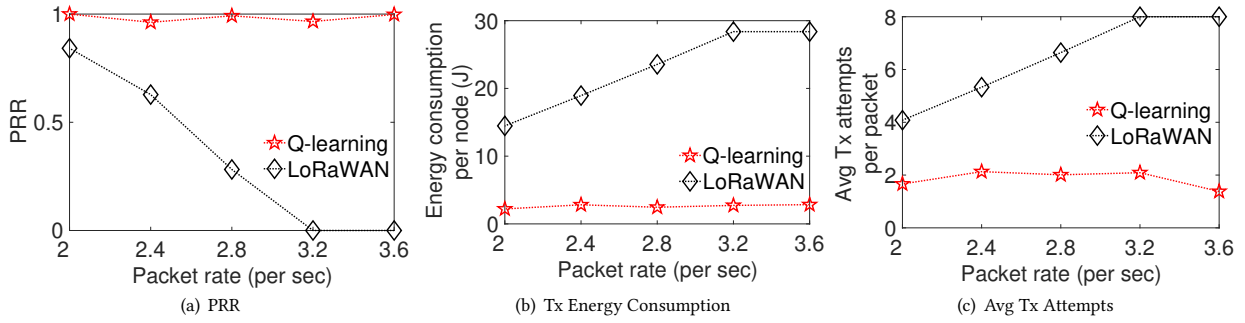 1
0.5
0
PRR
Q-learning
LoRaWAN
2 2.4 2.8 3.2 3.6
Packet rate (per sec)
(a) PRR
30
20
10
0
Energy consumption
per node (J)
Q-learning
LoRaWAN
2 2.4 2.8 3.2 3.6
Packet rate (per sec)
(b) Tx Energy Consumption
8
6
4
2
0
Avg Tx attempts
per packet
Q-learning
LoRaWAN
2 2.4 2.8 3.2 3.6
Packet rate (per sec)
(c) Avg Tx Attempts